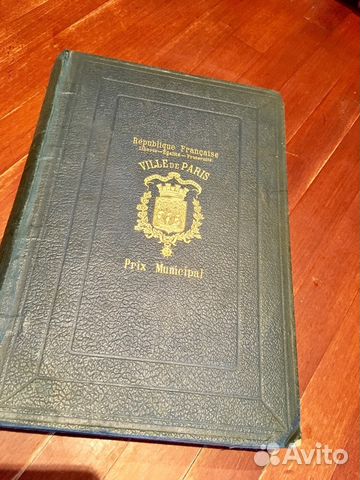 République Française
Liberté—Égalité—Fraternité
VILLE DE PARIS
Prix Municipal
Avito